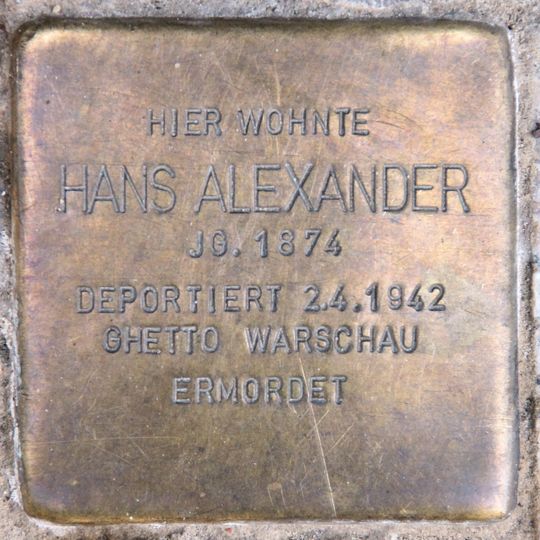 HIER WOHNTE
HANS ALEXANDER
JG. 1874
DEPORTIERT 2.4.1942
GHETTO WARSCHAU
ERMORDET